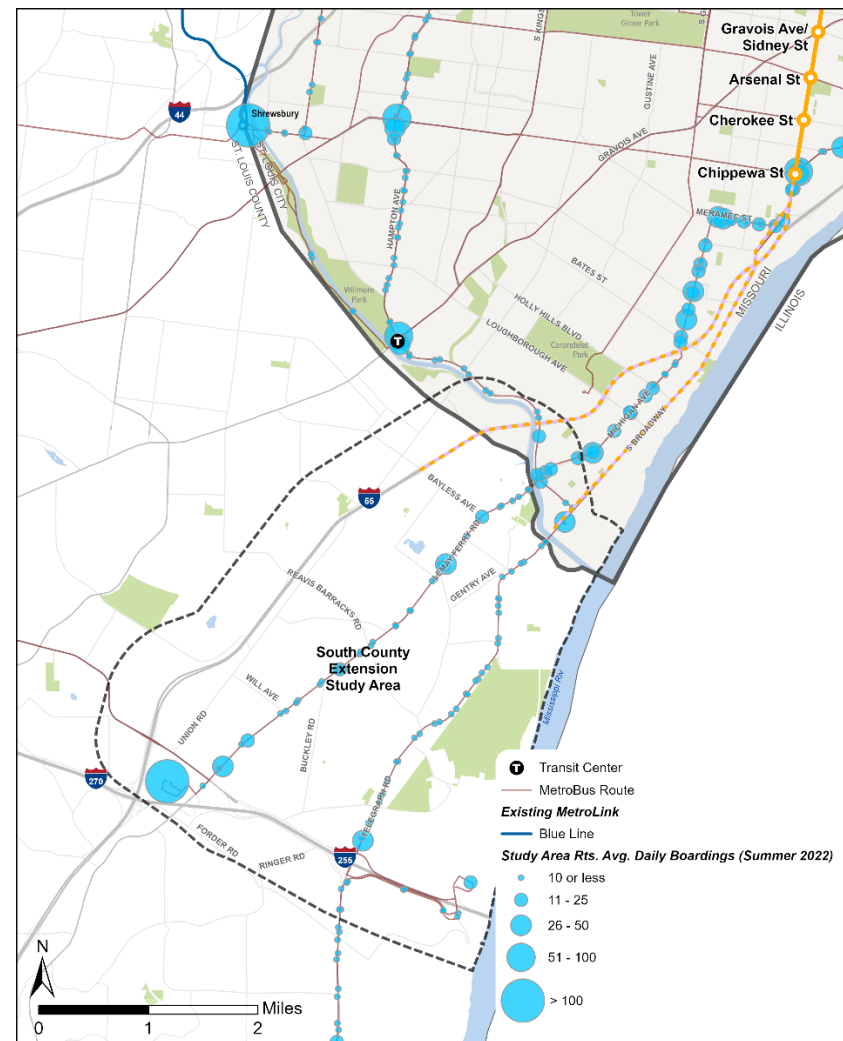 Tower
Grove Park
S KINGS
S G
Gravois Ave/
Sidney St
GUSTINE AVE
Arsenal St
44
Shrewsbury
Cherokee St
GRAVOIS AVE
ST. LOUIS CITY
ST. LOUIS COUNTY
Chippewa St
HAMPTON AVE
MERAMEC ST
BATES ST
MISSOURI
ILLINOIS
Willmore
Park
HOLLY HILLS BLVD
Carondelet
Park
LOUGHBOROUGH AVE
T
MICHIGAN AVE
S BROADWAY
BAYLESS AVE
55
LEMAY FERRY RD
GENTRY AVE
REAVIS BARRACKS RD
South County
Extension
Study Area
WILL AVE
UNION RD
BUCKLEY RD
Mississippi Riv
270
TELEGRAPH RD
FORDER RD
RINGER RD
255
T Transit Center
MetroBus Route
Existing MetroLink
Blue Line
Study Area Rts. Avg. Daily Boardings (Summer 2022)
10 or less
11 - 25
26 - 50
51 - 100
> 100
N
Miles
0 1 2